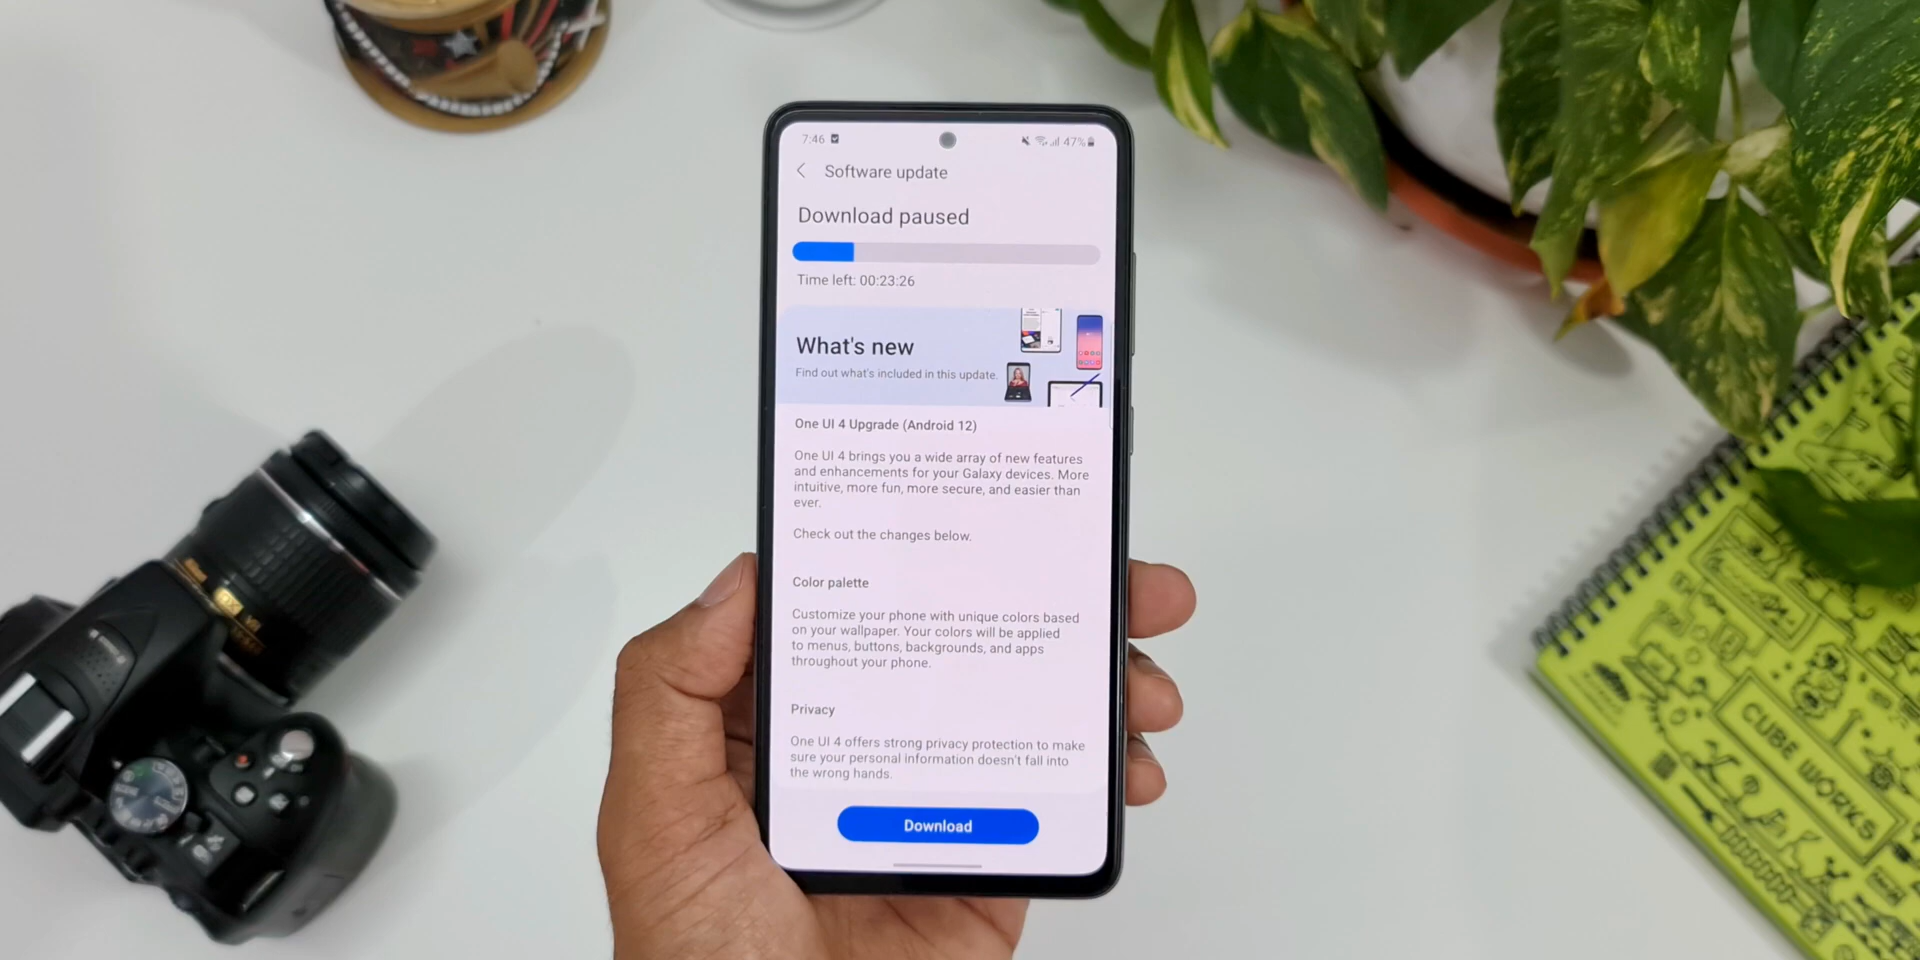 7:46
47%
Software update
Download paused
Time left: 00:23:26
What's new
Find out what's included in this update.
One UI 4 Upgrade (Android 12)
One UI 4 brings you a wide array of new features
and enhancements for your Galaxy devices. More
intuitive, more fun, more secure, and easier than
ever.
Check out the changes below.
Color palette
Customize your phone with unique colors based
on your wallpaper. Your colors will be applied
to menus, buttons, backgrounds, and apps
throughout your phone.
Privacy
One UI 4 offers strong privacy protection to make
sure your personal information doesn't fall into
the wrong hands.
Download
CUBE WORKS